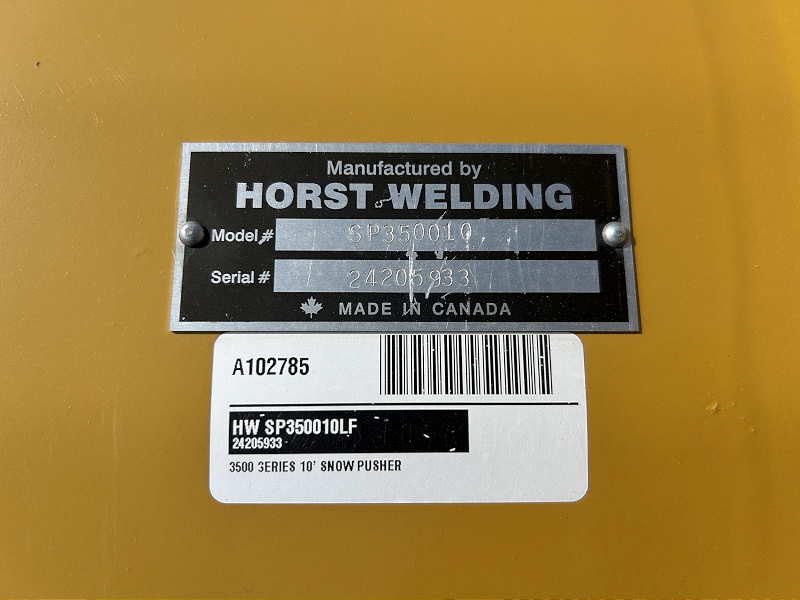 Manufactured by
HORST WELDING
Model # SP350010
Serial # 24205933
MADE IN CANADA
A102785
HW SP350010LF
24205933
3500 SERIES 10' SNOW PUSHER